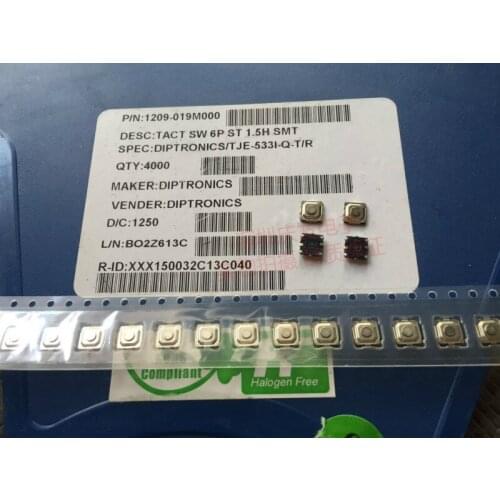 P/N:1209-019M000
DESC:TACT SW 6P ST 1.5H SMT
SPEC:DIPTRONICS/TJE-533I-Q-T/R
QTY:4000
MAKER:DIPTRONICS
VENDER:DIPTRONICS
D/C:1250
L/N:BO2Z613C
R-ID:XXX150032C13C040
Compliant
Halogen Free